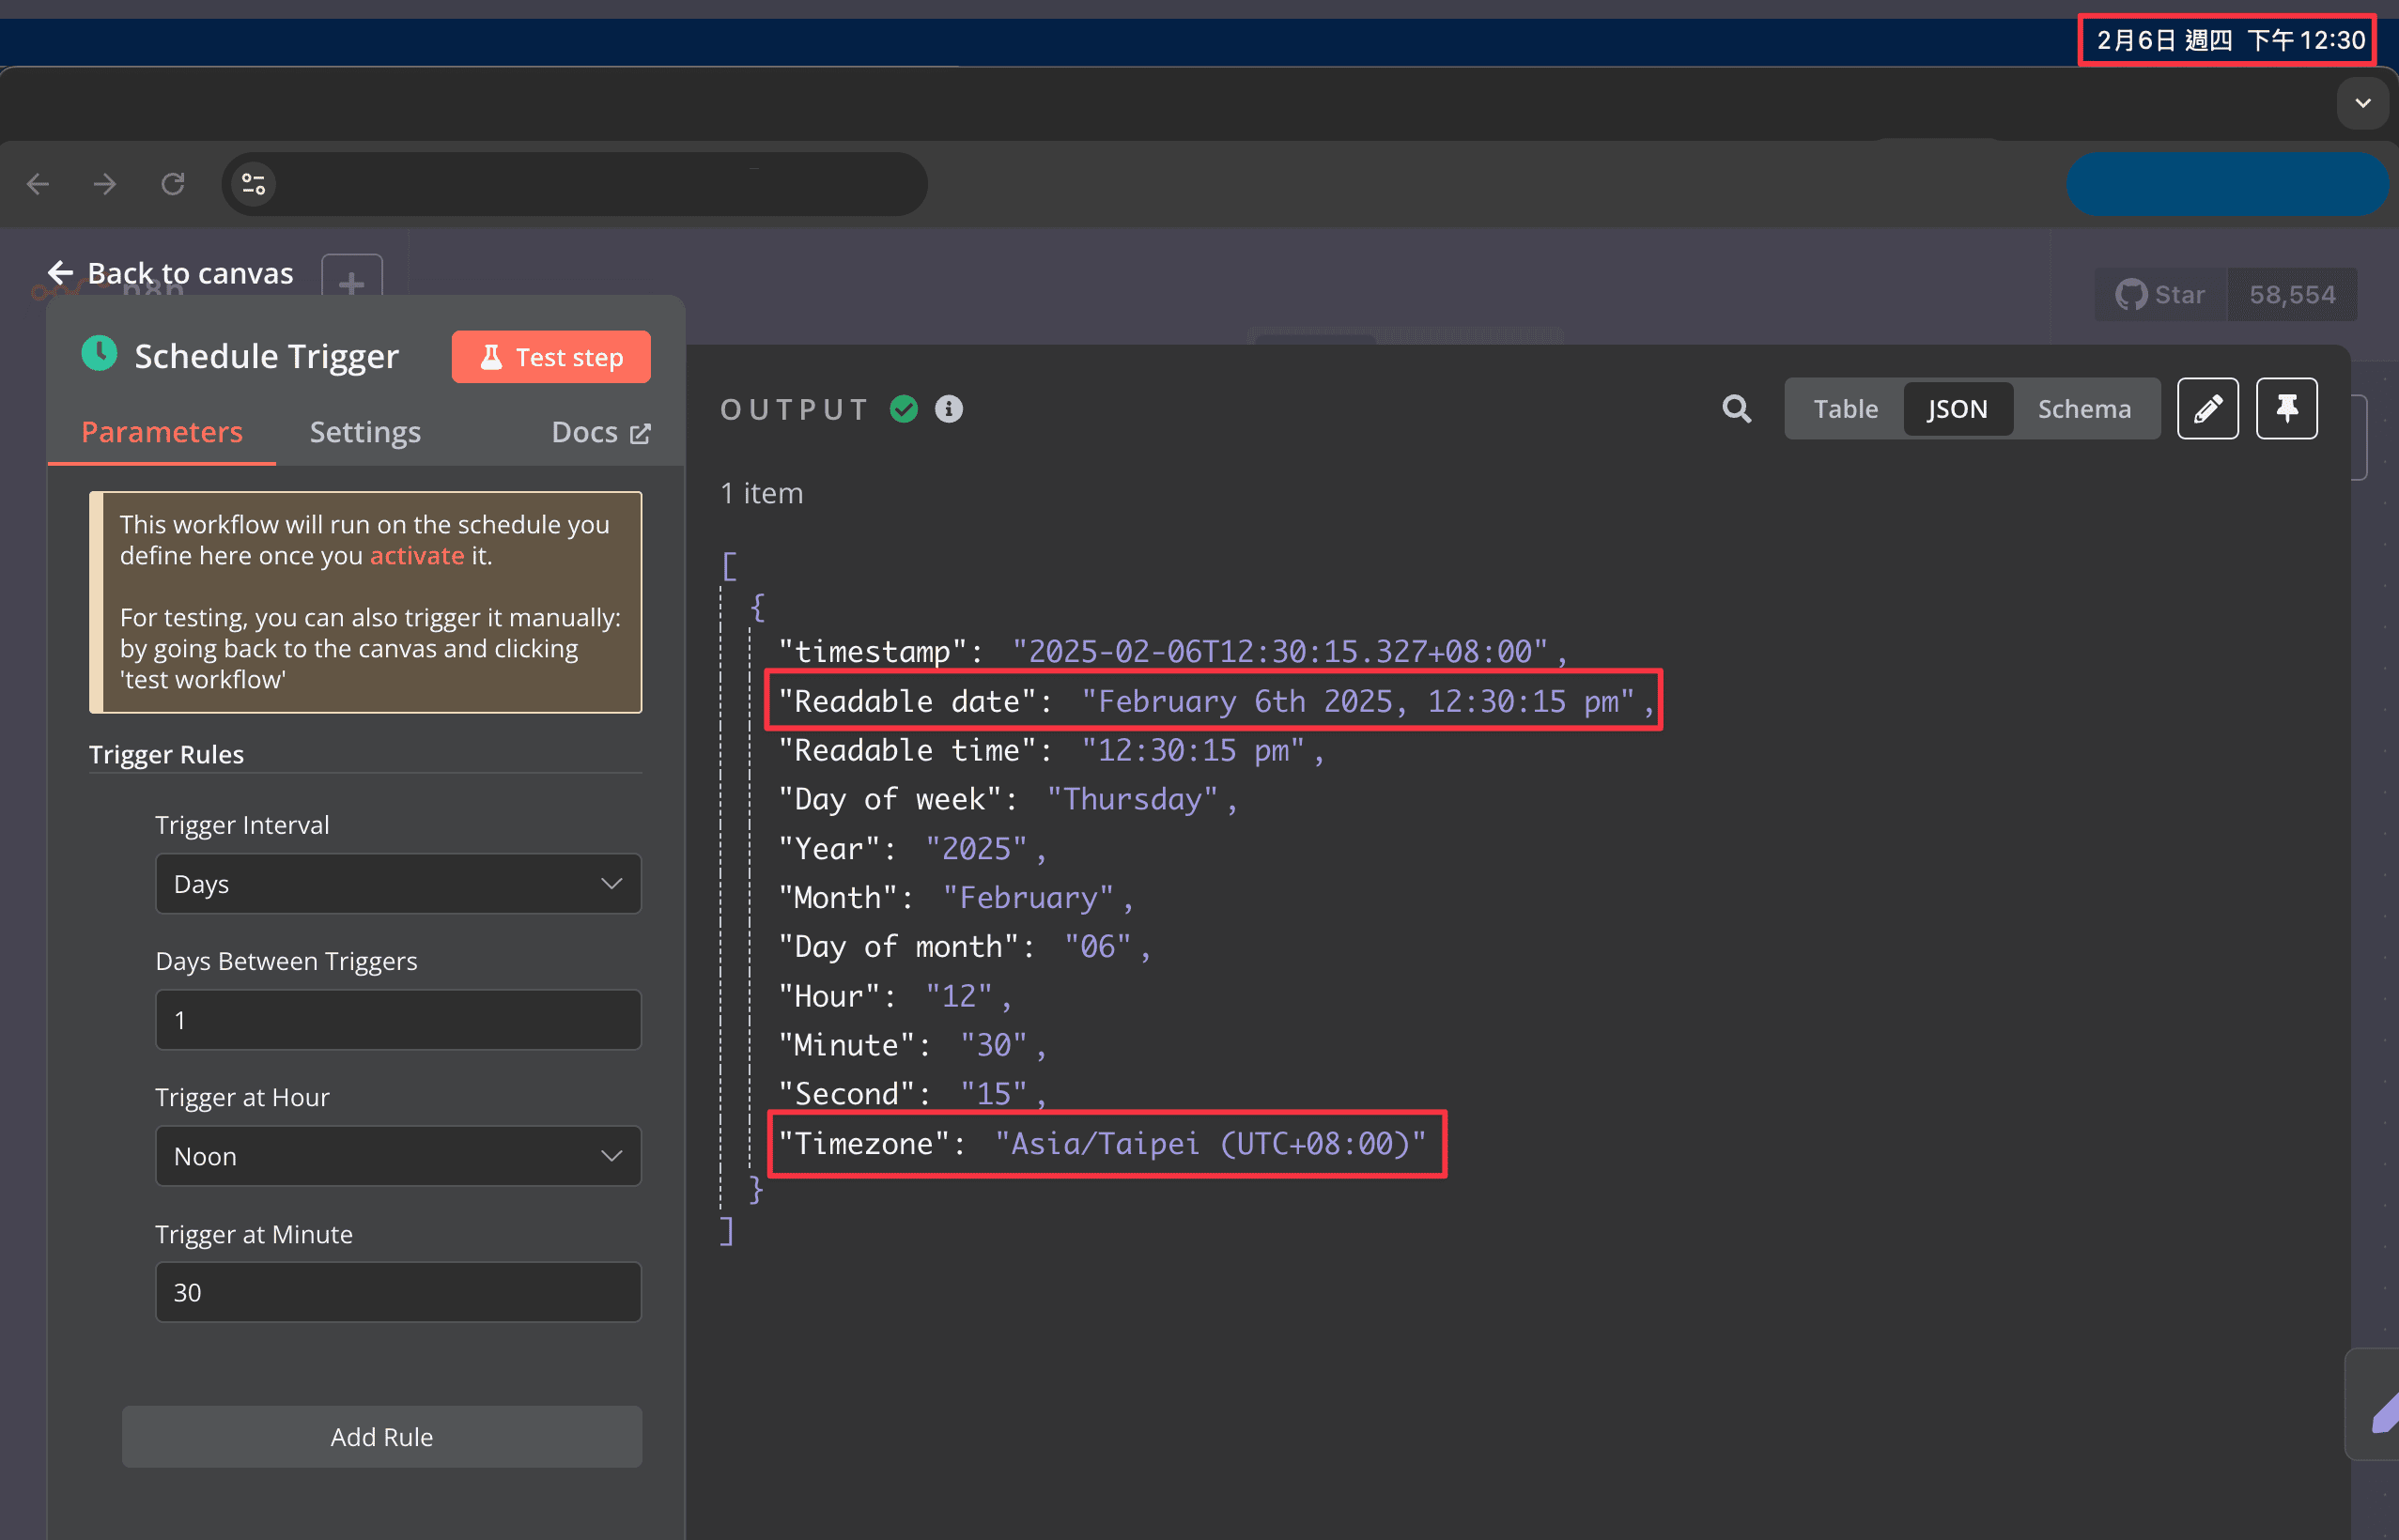 2月6日 週四 下午 12:30
Back to canvas
n8n
Star 58,554
Schedule Trigger
Test step
Parameters
Settings
Docs
This workflow will run on the schedule you
define here once you activate it.
For testing, you can also trigger it manually:
by going back to the canvas and clicking
'test workflow'
Trigger Rules
Trigger Interval
Days
Days Between Triggers
1
Trigger at Hour
Noon
Trigger at Minute
30
Add Rule
OUTPUT
Table
JSON
Schema
1 item
[
{
"timestamp": "2025-02-06T12:30:15.327+08:00",
"Readable date": "February 6th 2025, 12:30:15 pm",
"Readable time": "12:30:15 pm",
"Day of week": "Thursday",
"Year": "2025",
"Month": "February",
"Day of month": "06",
"Hour": "12",
"Minute": "30",
"Second": "15",
"Timezone": "Asia/Taipei (UTC+08:00)"
}
]